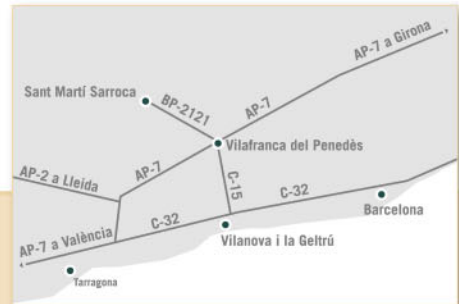 AP-7 a Girona
Sant Martí Sarroca
BP-2121
AP-7
Vilafranca del Penedès
AP-7
AP-2 a Lleida
C-15
C-32
C-32
Barcelona
AP-7 a València
Vilanova i la Geltrú
Tarragona